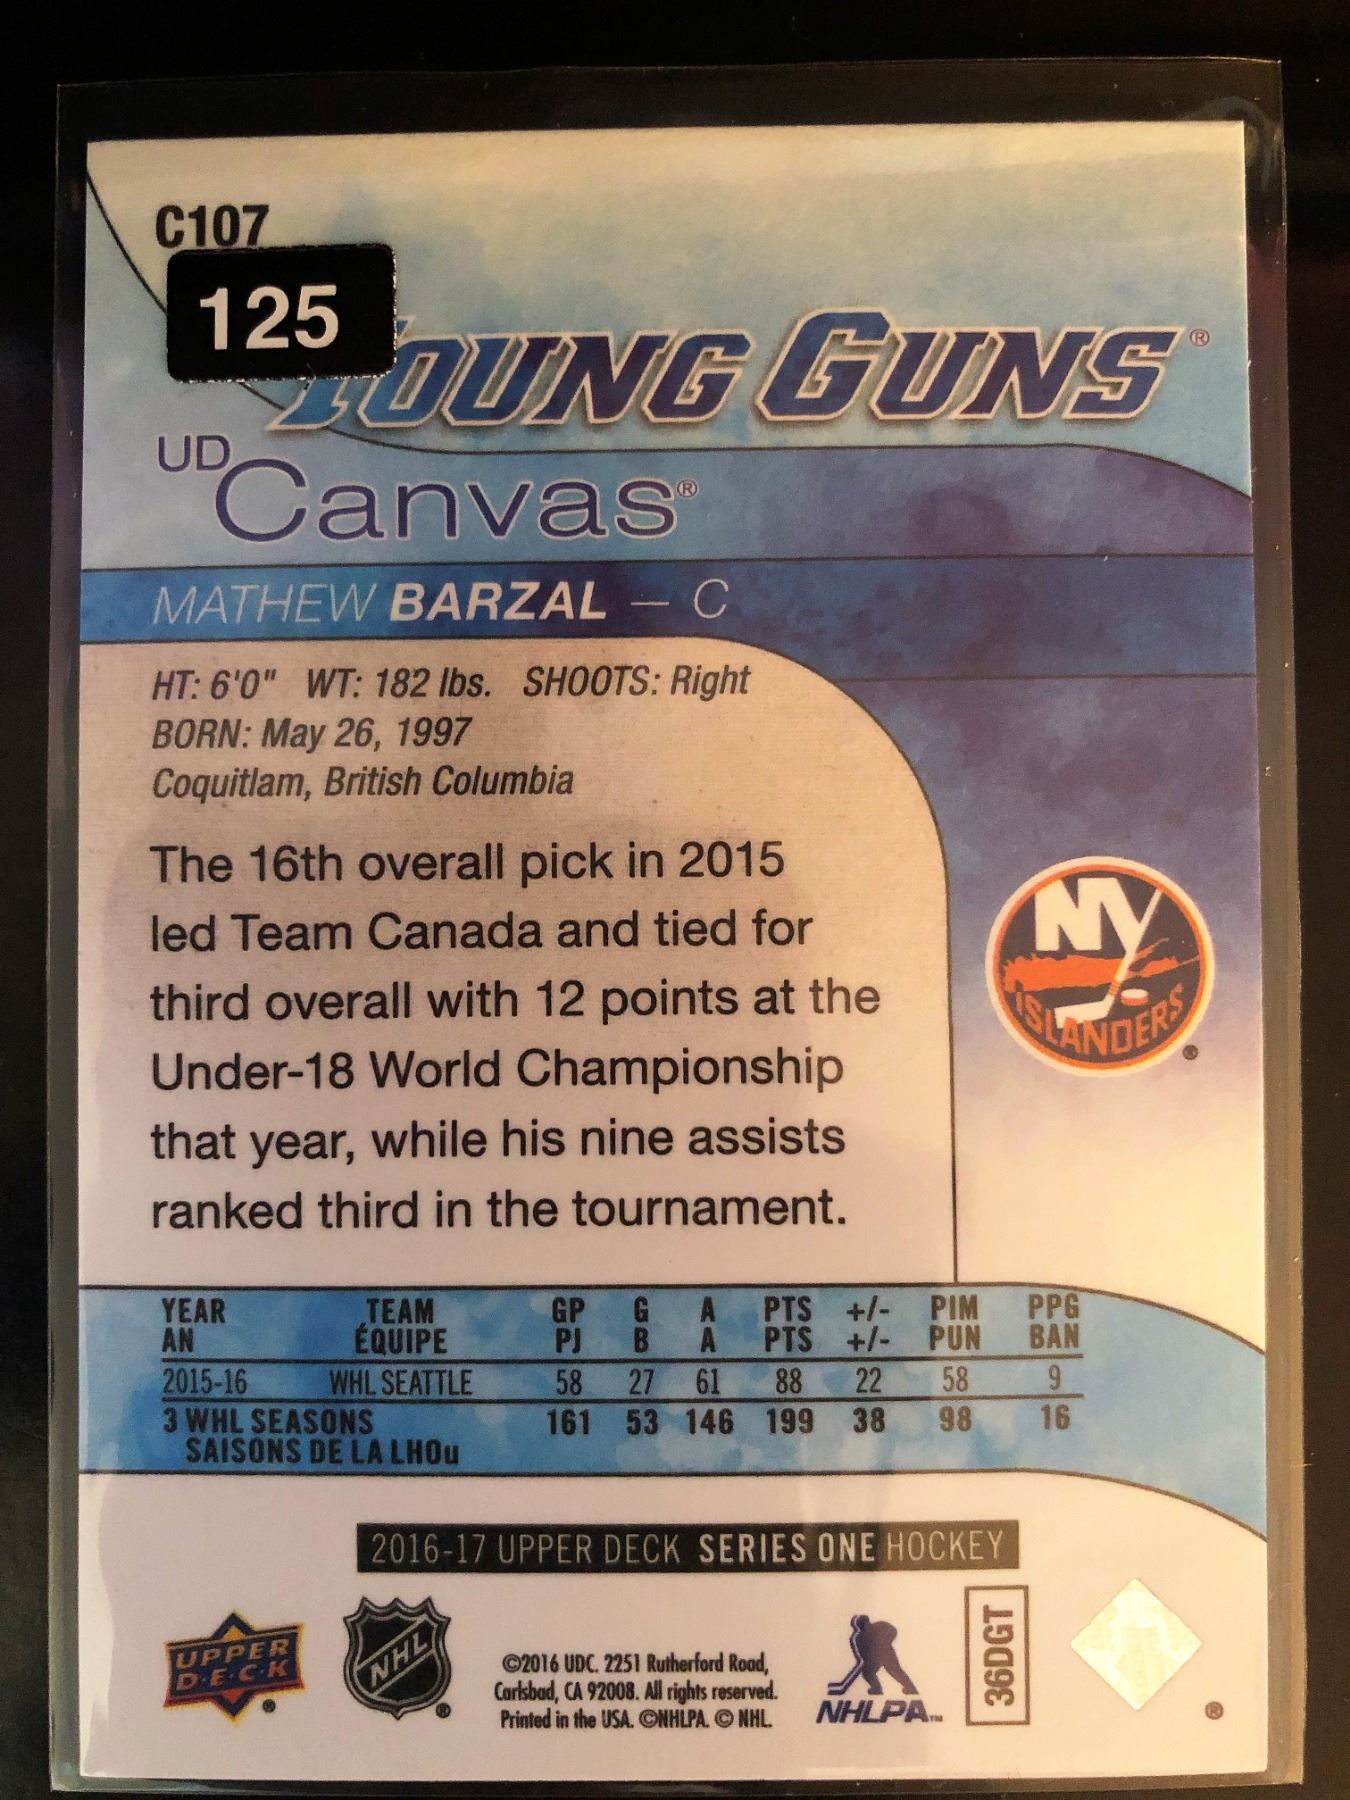 C107
125
YOUNG GUNS®
UD Canvas®
MATHEW BARZAL – C
HT: 6'0" WT: 182 lbs. SHOOTS: Right
BORN: May 26, 1997
Coquitlam, British Columbia
The 16th overall pick in 2015
led Team Canada and tied for
third overall with 12 points at the
Under-18 World Championship
that year, while his nine assists
ranked third in the tournament.
NY
ISLANDERS
YEAR TEAM GP G A PTS +/- PIM PPG
AN ÉQUIPE PJ B A PTS +/- PUN BAN
2015-16 WHL SEATTLE 58 27 61 88 22 58 9
3 WHL SEASONS 161 53 146 199 38 98 16
SAISONS DE LA LHOu
2016-17 UPPER DECK SERIES ONE HOCKEY
UPPER
D·E·C·K ®
NHL ®
©2016 UDC. 2251 Rutherford Road,
Carlsbad, CA 92008. All rights reserved.
Printed in the USA. ©NHLPA. © NHL.
NHLPA™
36DGT
®